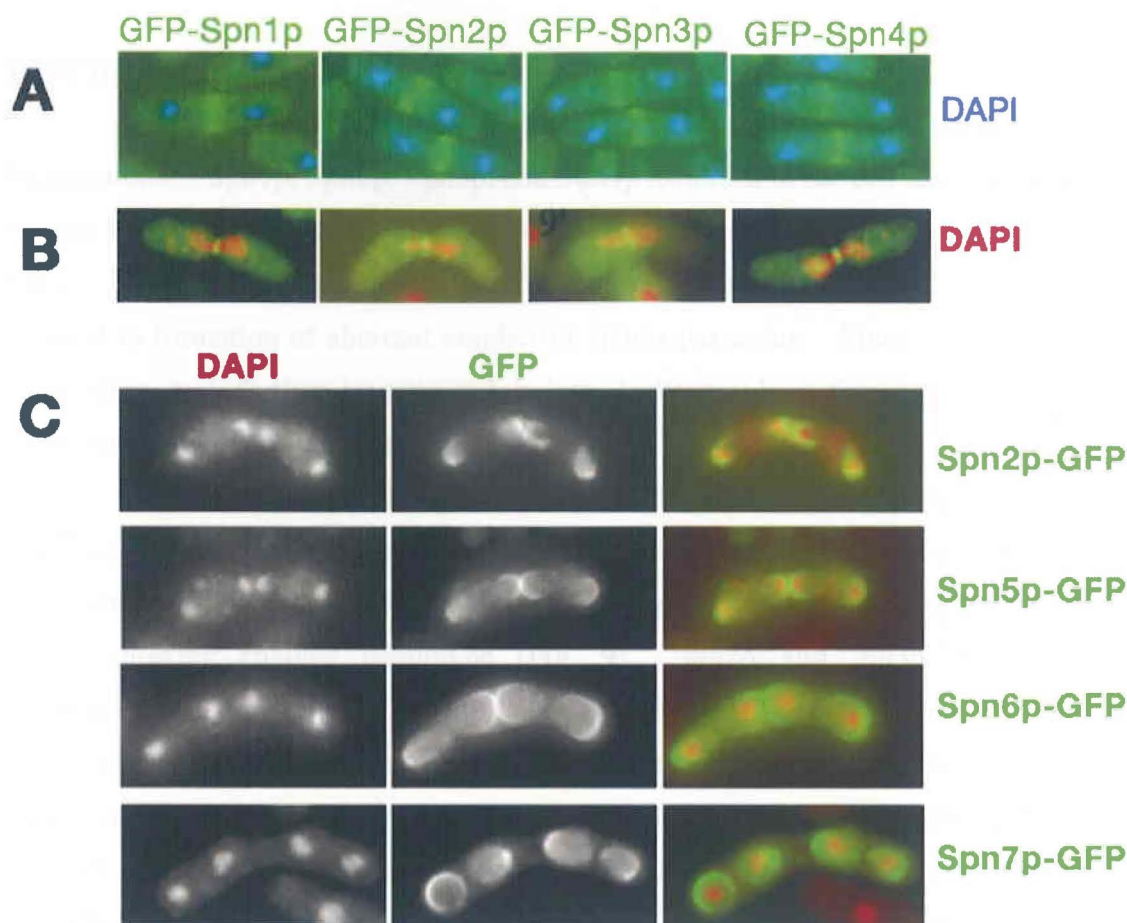 GFP-Spn1p GFP-Spn2p GFP-Spn3p GFP-Spn4p
A
DAPI
B
DAPI
DAPI GFP
C
Spn2p-GFP
Spn5p-GFP
Spn6p-GFP
Spn7p-GFP